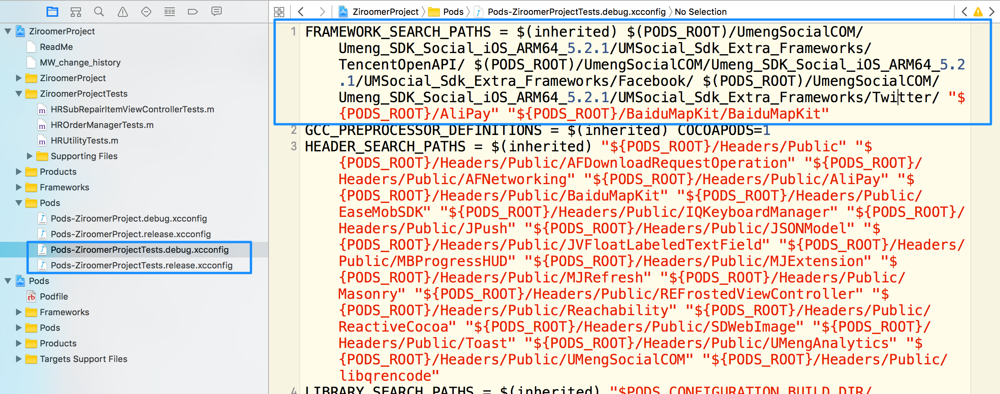 ZiroomerProject
ReadMe
MW_change_history
ZiroomerProject
ZiroomerProjectTests
HRSubRepairItemViewControllerTests.m
HROrderManagerTests.m
HRUtilityTests.m
Supporting Files
Products
Frameworks
Pods
Pods-ZiroomerProject.debug.xcconfig
Pods-ZiroomerProject.release.xcconfig
Pods-ZiroomerProjectTests.debug.xcconfig
Pods-ZiroomerProjectTests.release.xcconfig
Pods
Podfile
Frameworks
Pods
Products
Targets Support Files
ZiroomerProject Pods Pods-ZiroomerProjectTests.debug.xcconfig No Selection
1 FRAMEWORK_SEARCH_PATHS = $(inherited) $(PODS_ROOT)/UmengSocialCOM/
Umeng_SDK_Social_iOS_ARM64_5.2.1/UMSocial_Sdk_Extra_Frameworks/
TencentOpenAPI/ $(PODS_ROOT)/UmengSocialCOM/Umeng_SDK_Social_iOS_ARM64_5.2
.1/UMSocial_Sdk_Extra_Frameworks/Facebook/ $(PODS_ROOT)/UmengSocialCOM/
Umeng_SDK_Social_iOS_ARM64_5.2.1/UMSocial_Sdk_Extra_Frameworks/Twitter/ "$
{PODS_ROOT}/AliPay" "${PODS_ROOT}/BaiduMapKit/BaiduMapKit"
2 GCC_PREPROCESSOR_DEFINITIONS = $(inherited) COCOAPODS=1
3 HEADER_SEARCH_PATHS = $(inherited) "${PODS_ROOT}/Headers/Public" "$
{PODS_ROOT}/Headers/Public/AFDownloadRequestOperation" "${PODS_ROOT}/
Headers/Public/AFNetworking" "${PODS_ROOT}/Headers/Public/AliPay" "$
{PODS_ROOT}/Headers/Public/BaiduMapKit" "${PODS_ROOT}/Headers/Public/
EaseMobSDK" "${PODS_ROOT}/Headers/Public/IQKeyboardManager" "${PODS_ROOT}/
Headers/Public/JPush" "${PODS_ROOT}/Headers/Public/JSONModel" "$
{PODS_ROOT}/Headers/Public/JVFloatLabeledTextField" "${PODS_ROOT}/Headers/
Public/MBProgressHUD" "${PODS_ROOT}/Headers/Public/MJExtension" "$
{PODS_ROOT}/Headers/Public/MJRefresh" "${PODS_ROOT}/Headers/Public/
Masonry" "${PODS_ROOT}/Headers/Public/REFrostedViewController" "$
{PODS_ROOT}/Headers/Public/Reachability" "${PODS_ROOT}/Headers/Public/
ReactiveCocoa" "${PODS_ROOT}/Headers/Public/SDWebImage" "${PODS_ROOT}/
Headers/Public/Toast" "${PODS_ROOT}/Headers/Public/UMengAnalytics" "$
{PODS_ROOT}/Headers/Public/UMengSocialCOM" "${PODS_ROOT}/Headers/Public/
libqrencode"
4 LIBRARY_SEARCH_PATHS = $(inherited) "$PODS_CONFIGURATION_BUILD_DIR/